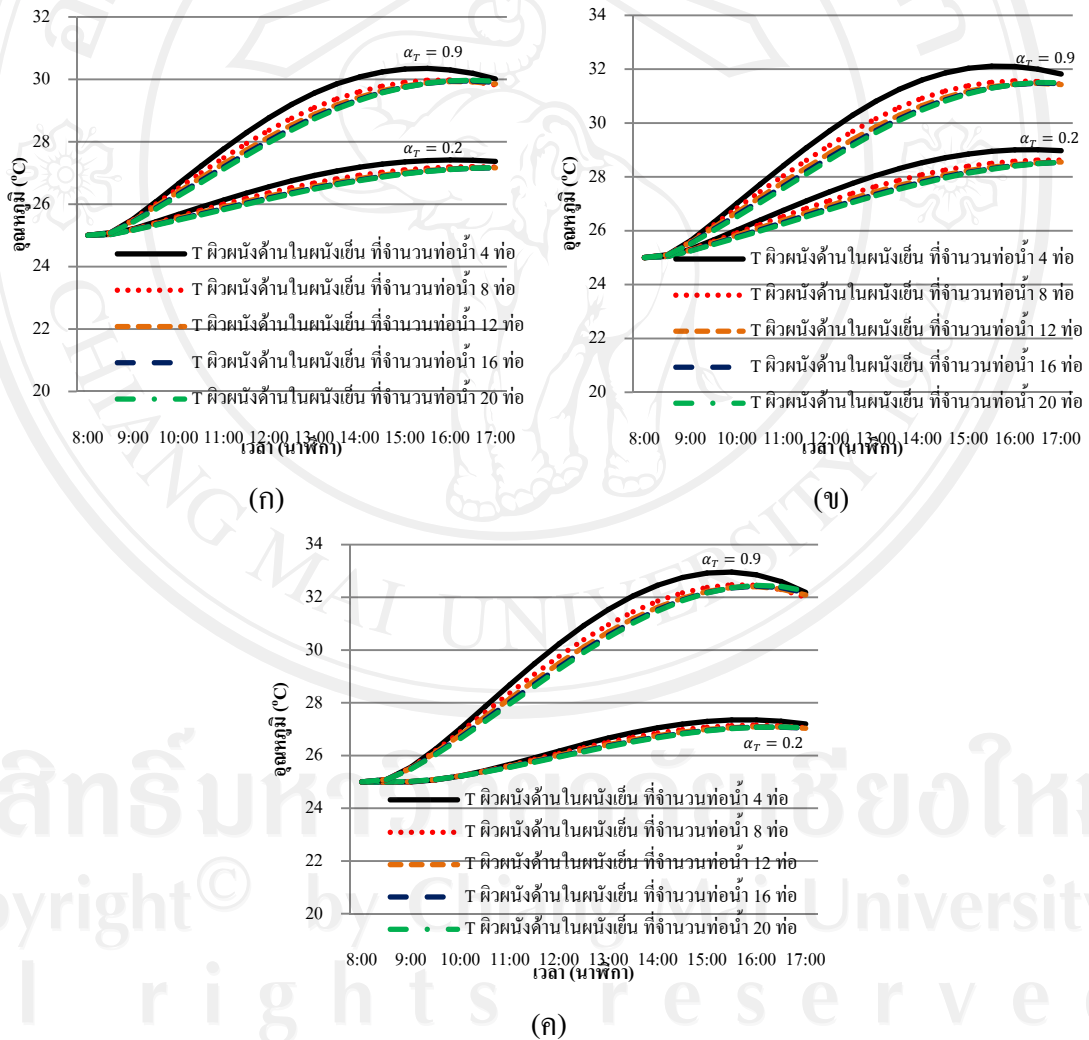 32
30
28
26
24
22
20
อุณหภูมิ (°C)
α_T = 0.9
α_T = 0.2
T ผิวผนังด้านในผนังเย็น ที่จำนวนท่อน้ำ 4 ท่อ
T ผิวผนังด้านในผนังเย็น ที่จำนวนท่อน้ำ 8 ท่อ
T ผิวผนังด้านในผนังเย็น ที่จำนวนท่อน้ำ 12 ท่อ
T ผิวผนังด้านในผนังเย็น ที่จำนวนท่อน้ำ 16 ท่อ
T ผิวผนังด้านในผนังเย็น ที่จำนวนท่อน้ำ 20 ท่อ
8:00 9:00 10:00 11:00 12:00 13:00 14:00 15:00 16:00 17:00
เวลา (นาฬิกา)
(ก)
34
32
30
28
26
24
22
20
อุณหภูมิ (°C)
α_T = 0.9
α_T = 0.2
T ผิวผนังด้านในผนังเย็น ที่จำนวนท่อน้ำ 4 ท่อ
T ผิวผนังด้านในผนังเย็น ที่จำนวนท่อน้ำ 8 ท่อ
T ผิวผนังด้านในผนังเย็น ที่จำนวนท่อน้ำ 12 ท่อ
T ผิวผนังด้านในผนังเย็น ที่จำนวนท่อน้ำ 16 ท่อ
T ผิวผนังด้านในผนังเย็น ที่จำนวนท่อน้ำ 20 ท่อ
8:00 9:00 10:00 11:00 12:00 13:00 14:00 15:00 16:00 17:00
เวลา (นาฬิกา)
(ข)
34
32
30
28
26
24
22
20
อุณหภูมิ (°C)
α_T = 0.9
α_T = 0.2
T ผิวผนังด้านในผนังเย็น ที่จำนวนท่อน้ำ 4 ท่อ
T ผิวผนังด้านในผนังเย็น ที่จำนวนท่อน้ำ 8 ท่อ
T ผิวผนังด้านในผนังเย็น ที่จำนวนท่อน้ำ 12 ท่อ
T ผิวผนังด้านในผนังเย็น ที่จำนวนท่อน้ำ 16 ท่อ
T ผิวผนังด้านในผนังเย็น ที่จำนวนท่อน้ำ 20 ท่อ
8:00 9:00 10:00 11:00 12:00 13:00 14:00 15:00 16:00 17:00
เวลา (นาฬิกา)
(ค)
CHIANG MAI UNIVERSITY
pyright © by Chiang Mai University
l rights reserve